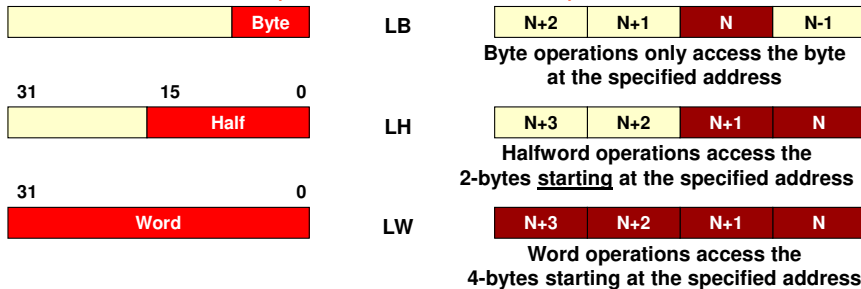 Byte LB N+2 N+1 N N-1
Byte operations only access the byte
at the specified address
31 15 0
Half LH N+3 N+2 N+1 N
Halfword operations access the
2-bytes starting at the specified address
31 0
Word LW N+3 N+2 N+1 N
Word operations access the
4-bytes starting at the specified address